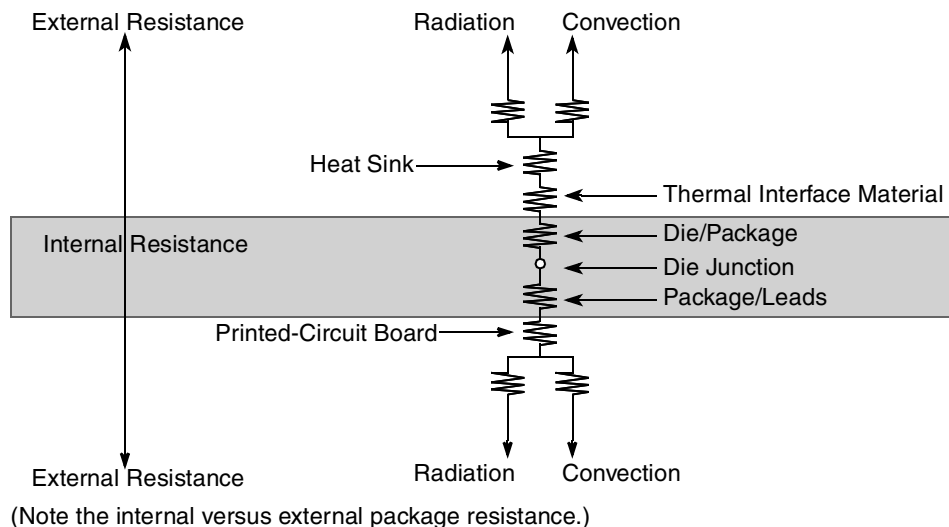 External Resistance
Radiation
Convection
Heat Sink
Thermal Interface Material
Internal Resistance
Die/Package
Die Junction
Package/Leads
Printed-Circuit Board
External Resistance
Radiation
Convection
(Note the internal versus external package resistance.)